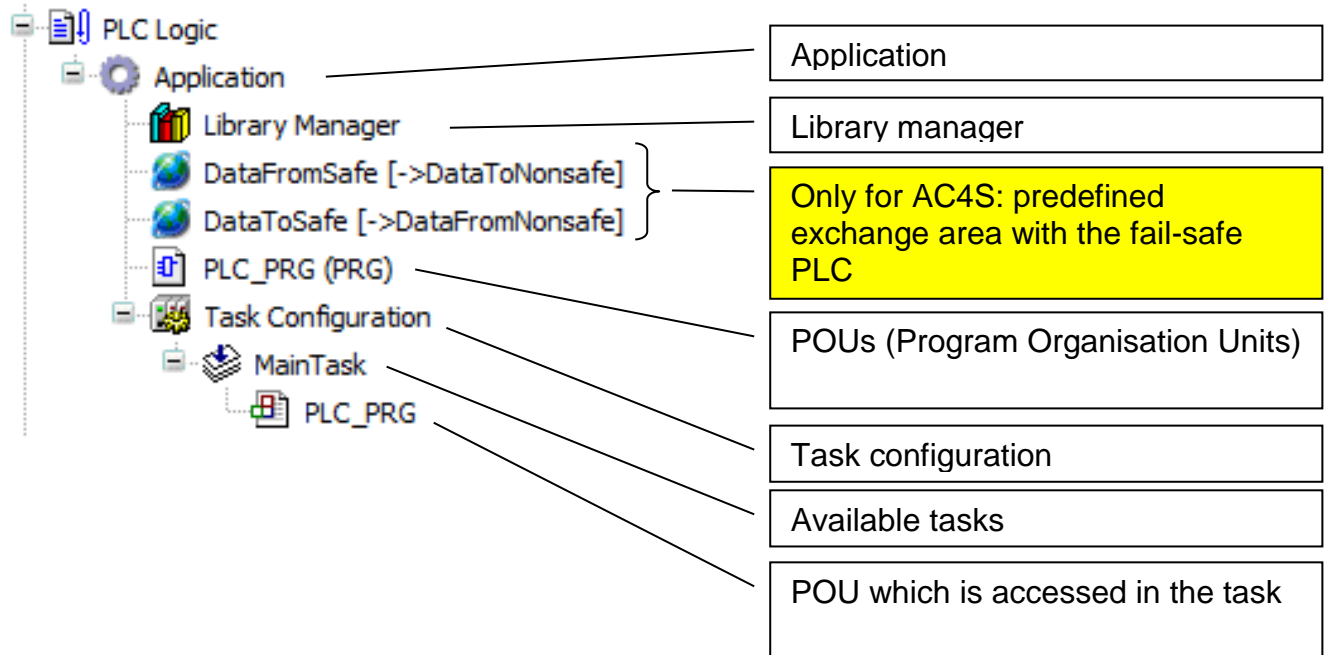 PLC Logic
Application
Library Manager
DataFromSafe [->DataToNonsafe]
DataToSafe [->DataFromNonsafe]
PLC_PRG (PRG)
Task Configuration
MainTask
PLC_PRG
Application
Library manager
Only for AC4S: predefined
exchange area with the fail-safe
PLC
POUs (Program Organisation Units)
Task configuration
Available tasks
POU which is accessed in the task